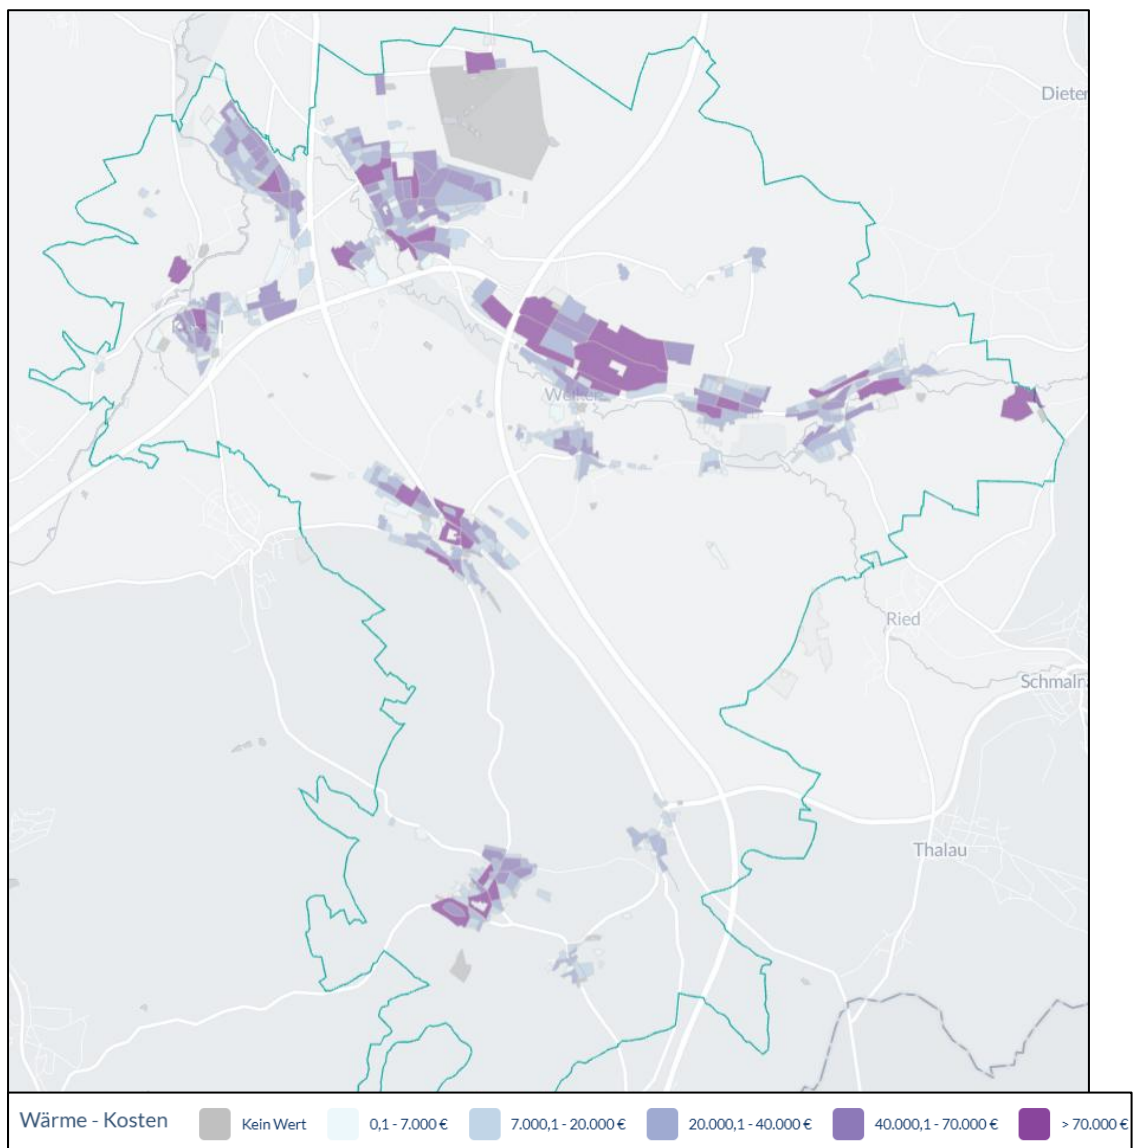 Dieter
Ried
Schmaln
Thalau
Wärme - Kosten
Kein Wert
0,1 - 7.000 €
7.000,1 - 20.000 €
20.000,1 - 40.000 €
40.000,1 - 70.000 €
> 70.000 €